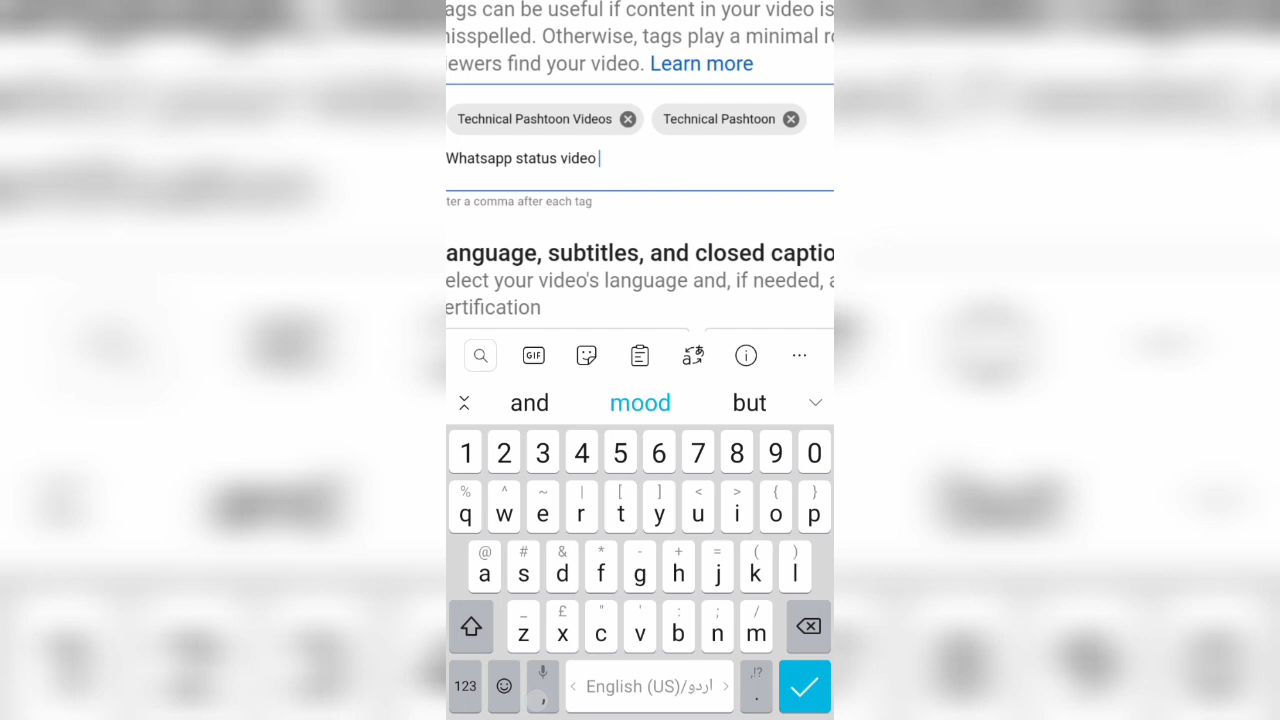 ags can be useful if content in your video is
isspelled. Otherwise, tags play a minimal r
ewers find your video. Learn more
Technical Pashtoon Videos Technical Pashtoon
Whatsapp status video
ter a comma after each tag
anguage, subtitles, and closed captio
elect your video's language and, if needed, a
ertification
GIF
and mood but
1 2 3 4 5 6 7 8 9 0
% ^ ~ | [ ] < > { }
q w e r t y u i o p
@ # & * - + = ( )
a s d f g h j k l
_ £ " ' : ; /
z x c v b n m
123 , English (US)/اردو ,!? .